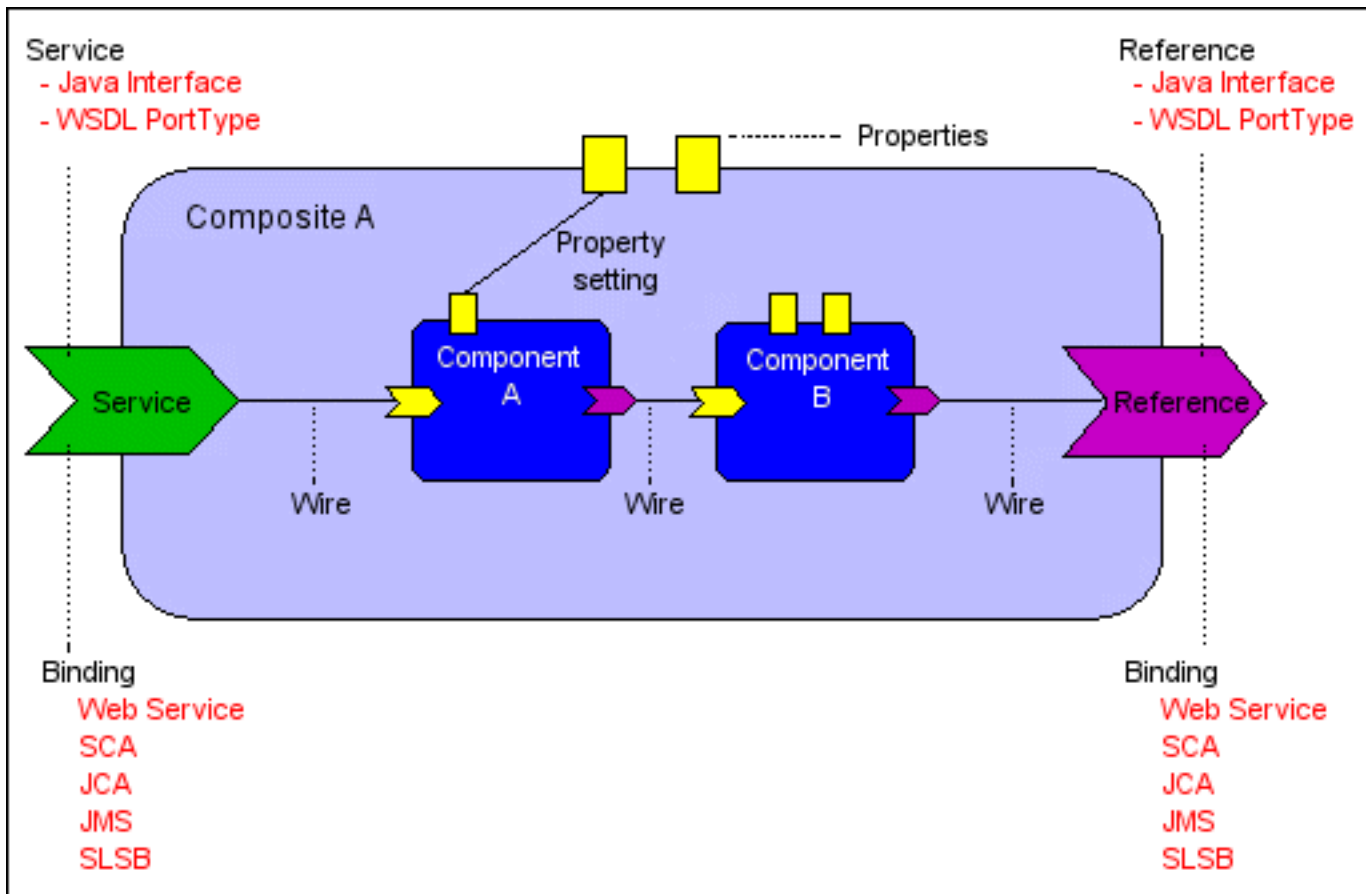 Service
- Java Interface
- WSDL PortType
Reference
- Java Interface
- WSDL PortType
Properties
Composite A
Property
setting
Component
A
Component
B
Service
Reference
Wire
Wire
Wire
Binding
Web Service
SCA
JCA
JMS
SLSB
Binding
Web Service
SCA
JCA
JMS
SLSB